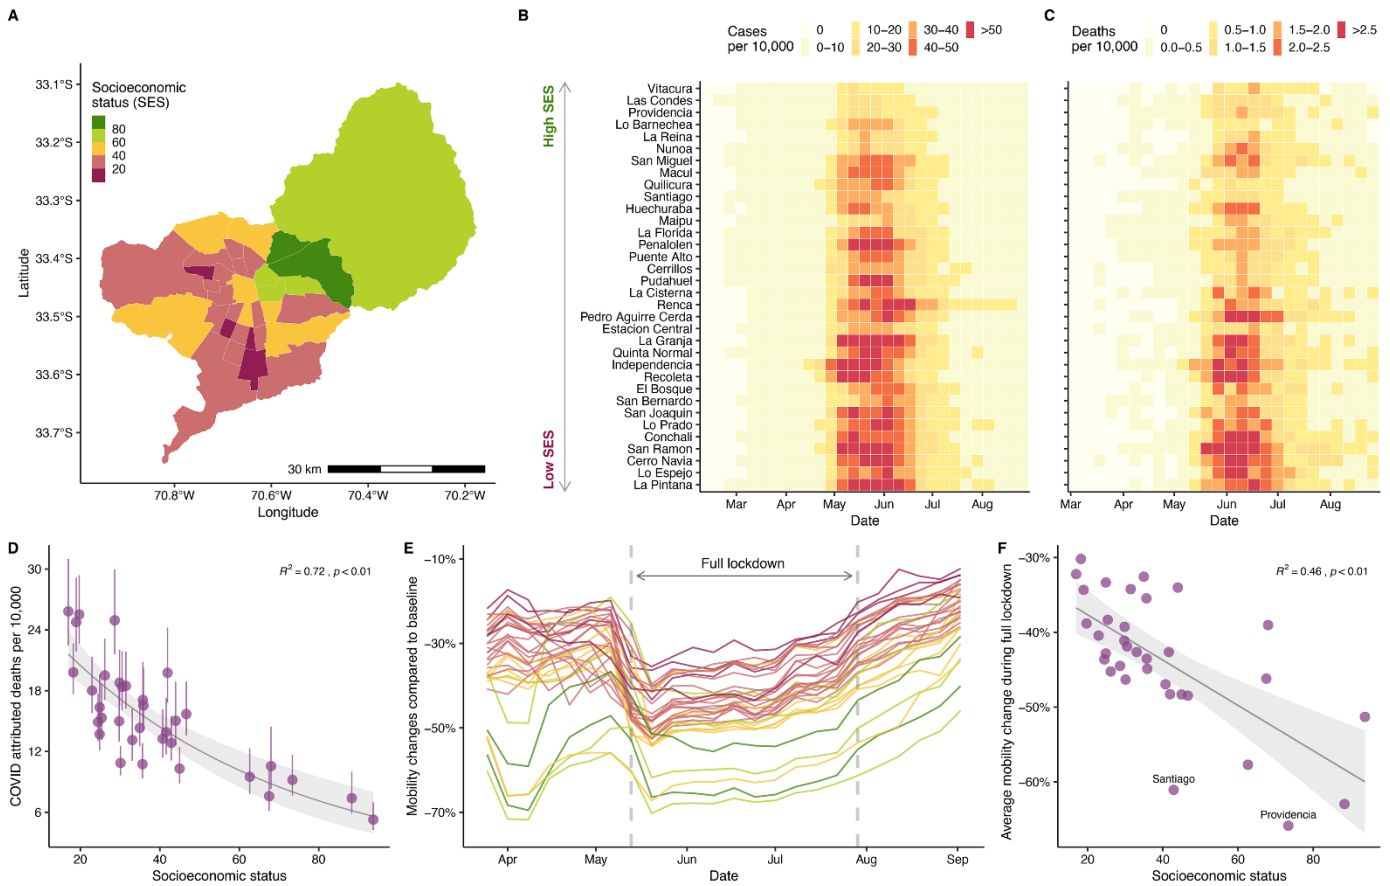 A
Socioeconomic
status (SES)
80
60
40
20
33.1°S
33.2°S
33.3°S
33.4°S
33.5°S
33.6°S
33.7°S
Latitude
30 km
70.8°W
70.6°W
70.4°W
70.2°W
Longitude
B
Cases
per 10,000
0
0−10
10−20
20−30
30−40
40−50
>50
High SES
Low SES
Vitacura
Las Condes
Providencia
Lo Barnechea
La Reina
Nunoa
San Miguel
Macul
Quilicura
Santiago
Huechuraba
Maipu
La Florida
Penalolen
Puente Alto
Cerrillos
Pudahuel
La Cisterna
Renca
Pedro Aguirre Cerda
Estacion Central
La Granja
Quinta Normal
Independencia
Recoleta
El Bosque
San Bernardo
San Joaquin
Lo Prado
Conchali
San Ramon
Cerro Navia
Lo Espejo
La Pintana
Mar Apr May Jun Jul Aug
Date
C
Deaths
per 10,000
0
0.0−0.5
0.5−1.0
1.0−1.5
1.5−2.0
2.0−2.5
>2.5
Mar Apr May Jun Jul Aug
Date
D
R² = 0.72 , p < 0.01
COVID attributed deaths per 10,000
30
24
18
12
6
20 40 60 80
Socioeconomic status
E
Full lockdown
Mobility changes compared to baseline
−10%
−30%
−50%
−70%
Apr May Jun Jul Aug Sep
Date
F
R² = 0.46 , p < 0.01
Average mobility change during full lockdown
−30%
−40%
−50%
−60%
Santiago
Providencia
20 40 60 80
Socioeconomic status